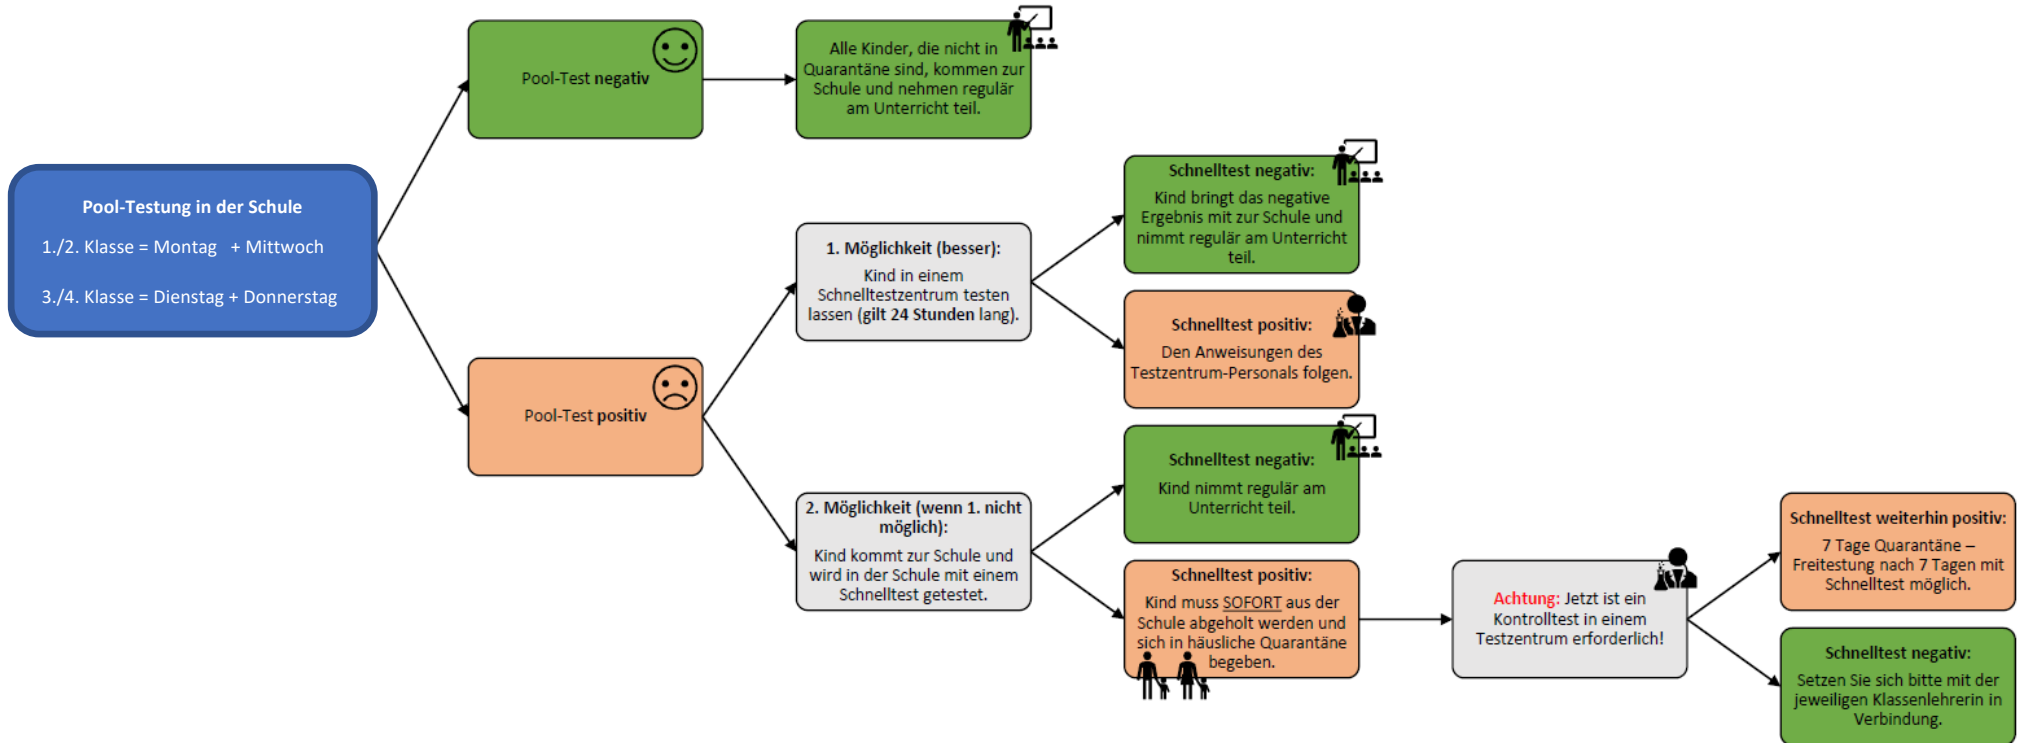 Pool-Testung in der Schule
1./2. Klasse = Montag + Mittwoch
3./4. Klasse = Dienstag + Donnerstag
Pool-Test negativ
Alle Kinder, die nicht in
Quarantäne sind, kommen zur
Schule und nehmen regulär
am Unterricht teil.
Pool-Test positiv
1. Möglichkeit (besser):
Kind in einem
Schnelltestzentrum testen
lassen (gilt 24 Stunden lang).
Schnelltest negativ:
Kind bringt das negative
Ergebnis mit zur Schule und
nimmt regulär am Unterricht
teil.
Schnelltest positiv:
Den Anweisungen des
Testzentrum-Personals folgen.
2. Möglichkeit (wenn 1. nicht
möglich):
Kind kommt zur Schule und
wird in der Schule mit einem
Schnelltest getestet.
Schnelltest negativ:
Kind nimmt regulär am
Unterricht teil.
Schnelltest positiv:
Kind muss SOFORT aus der
Schule abgeholt werden und
sich in häusliche Quarantäne
begeben.
Achtung: Jetzt ist ein
Kontrolltest in einem
Testzentrum erforderlich!
Schnelltest weiterhin positiv:
7 Tage Quarantäne –
Freitestung nach 7 Tagen mit
Schnelltest möglich.
Schnelltest negativ:
Setzen Sie sich bitte mit der
jeweiligen Klassenlehrerin in
Verbindung.